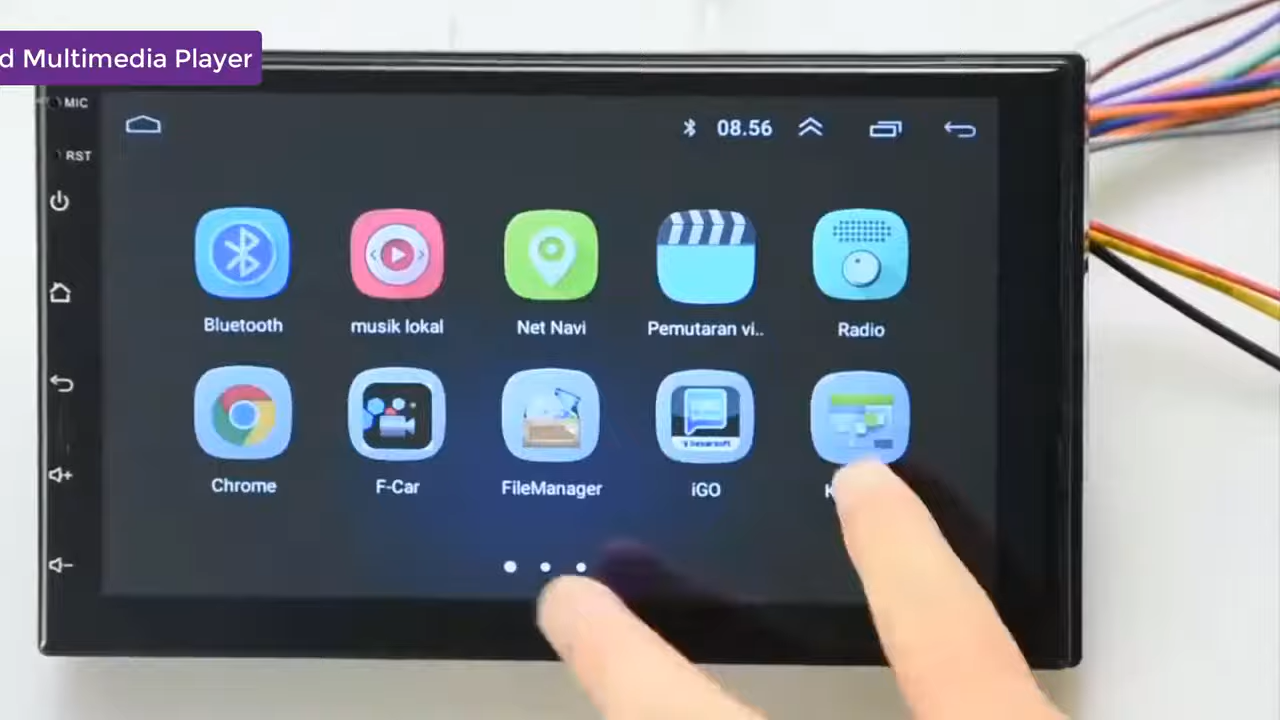 d Multimedia Player
MIC
RST
08.56
Bluetooth
musik lokal
Net Navi
Pemutaran vi..
Radio
Chrome
F-Car
FileManager
iGO